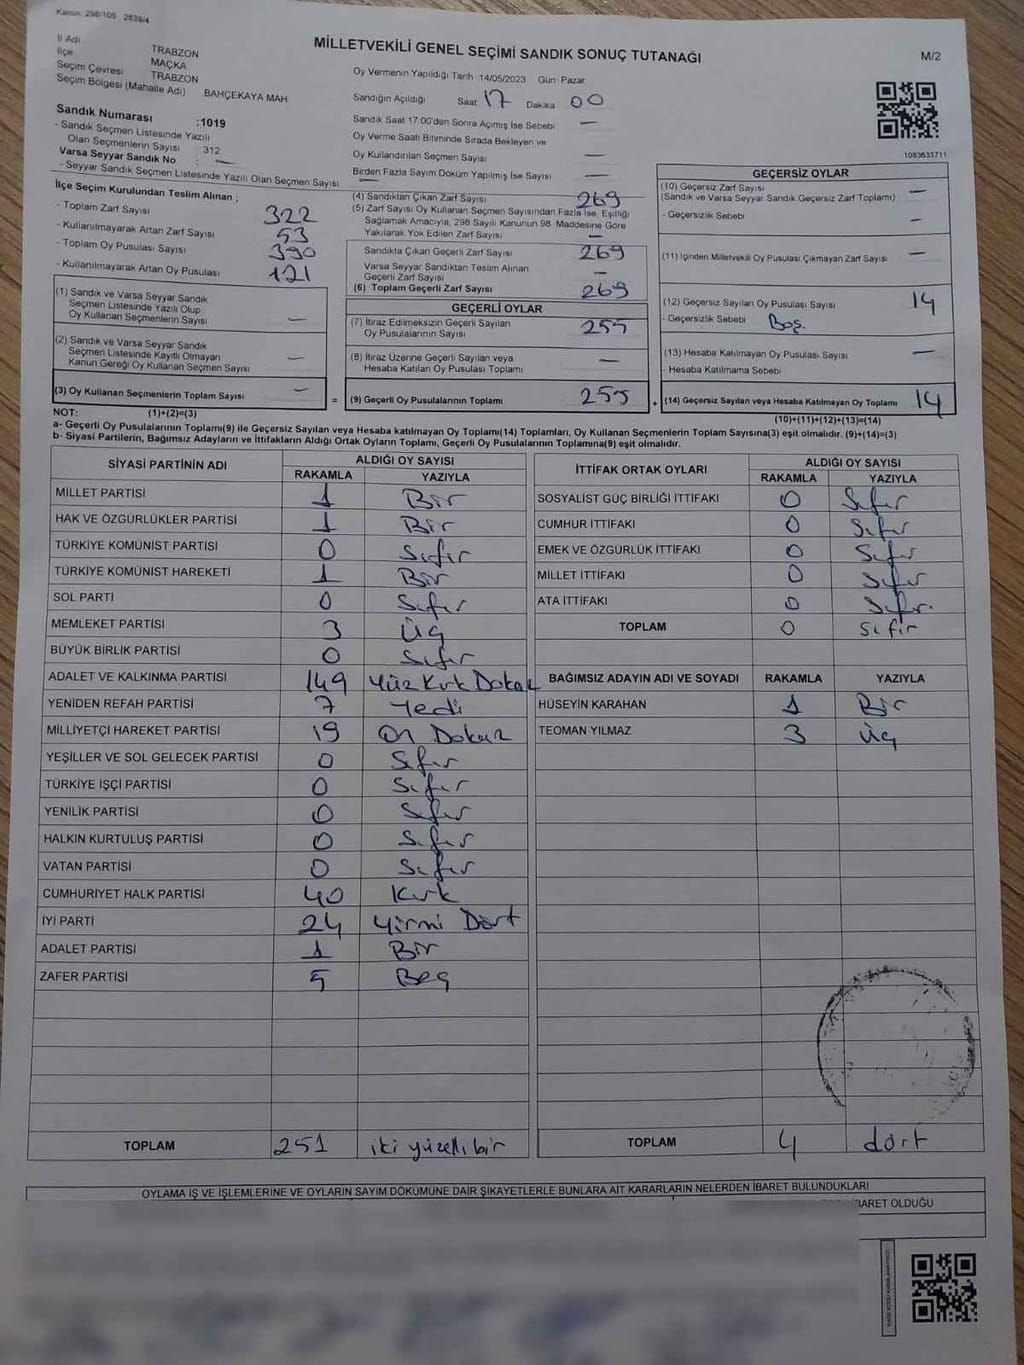 Kanun: 298/105 2839/4
MİLLETVEKİLİ GENEL SEÇİMİ SANDIK SONUÇ TUTANAĞI
M/2
İl Adı TRABZON
İlçe MAÇKA
Seçim Çevresi TRABZON
Seçim Bölgesi (Mahalle Adı) BAHÇEKAYA MAH
Sandık Numarası :1019
- Sandık Seçmen Listesinde Yazılı
Olan Seçmenlerin Sayısı 312
Varsa Seyyar Sandık No : —
- Seyyar Sandık Seçmen Listesinde Yazılı Olan Seçmen Sayısı —
Oy Vermenin Yapıldığı Tarih 14/05/2023 Gün Pazar
Sandığın Açıldığı Saat 17 Dakika 00
Sandık Saat 17:00'den Sonra Açımış İse Sebebi —
Oy Verme Saati Bitiminde Sırada Bekleyen ve
Oy Kullandırılan Seçmen Sayısı —
Birden Fazla Sayım Döküm Yapılmış İse Sayısı —
1083633711
İlçe Seçim Kurulundan Teslim Alınan ;
- Toplam Zarf Sayısı 322
- Kullanılmayarak Artan Zarf Sayısı 53
- Toplam Oy Pusulası Sayısı 390
- Kullanılmayarak Artan Oy Pusulası 121
(1) Sandık ve Varsa Seyyar Sandık
Seçmen Listesinde Yazılı Olup
Oy Kullanan Seçmenlerin Sayısı —
(2) Sandık ve Varsa Seyyar Sandık
Seçmen Listesinde Kayıtlı Olmayan
Kanun Gereği Oy Kullanan Seçmen Sayısı —
(3) Oy Kullanan Seçmenlerin Toplam Sayısı —
(4) Sandıktan Çıkan Zarf Sayısı 269
(5) Zarf Sayısı Oy Kullanan Seçmen Sayısından Fazla İse, Eşitliği
Sağlamak Amacıyla, 298 Sayılı Kanunun 98. Maddesine Göre
Yakılarak Yok Edilen Zarf Sayısı —
Sandıkta Çıkan Geçerli Zarf Sayısı 269
Varsa Seyyar Sandıktan Teslim Alınan
Geçerli Zarf Sayısı —
(6) Toplam Geçerli Zarf Sayısı 269
GEÇERLİ OYLAR
(7) İtiraz Edilmeksizin Geçerli Sayılan
Oy Pusulalarının Sayısı 255
(8) İtiraz Üzerine Geçerli Sayılan veya
Hesaba Katılan Oy Pusulası Toplamı —
= (9) Geçerli Oy Pusulalarının Toplamı 255
GEÇERSİZ OYLAR
(10) Geçersiz Zarf Sayısı —
(Sandık ve Varsa Seyyar Sandık Geçersiz Zarf Toplamı)
- Geçersizlik Sebebi —
(11) İçinden Milletvekili Oy Pusulası Çıkmayan Zarf Sayısı —
(12) Geçersiz Sayılan Oy Pusulası Sayısı 14
- Geçersizlik Sebebi Boş.
(13) Hesaba Katılmayan Oy Pusulası Sayısı —
- Hesaba Katılmama Sebebi
+ (14) Geçersiz Sayılan veya Hesaba Katılmayan Oy Toplamı 14
NOT: (1)+(2)=(3) (10)+(11)+(12)+(13)=(14)
a- Geçerli Oy Pusulalarının Toplamı(9) ile Geçersiz Sayılan veya Hesaba katılmayan Oy Toplamı(14) Toplamları, Oy Kullanan Seçmenlerin Toplam Sayısına(3) eşit olmalıdır. (9)+(14)=(3)
b- Siyasi Partilerin, Bağımsız Adayların ve İttifakların Aldığı Ortak Oyların Toplamı, Geçerli Oy Pusulalarının Toplamına(9) eşit olmalıdır.
SİYASİ PARTİNİN ADI ALDIĞI OY SAYISI
RAKAMLA YAZIYLA
MİLLET PARTİSİ 1 Bir
HAK VE ÖZGÜRLÜKLER PARTİSİ 1 Bir
TÜRKİYE KOMÜNİST PARTİSİ 0 Sıfır
TÜRKİYE KOMÜNİST HAREKETİ 1 Bir
SOL PARTİ 0 Sıfır
MEMLEKET PARTİSİ 3 Üç
BÜYÜK BİRLİK PARTİSİ 0 Sıfır
ADALET VE KALKINMA PARTİSİ 149 Yüz Kırk Dokuz
YENİDEN REFAH PARTİSİ 7 Yedi
MİLLİYETÇİ HAREKET PARTİSİ 19 On Dokuz
YEŞİLLER VE SOL GELECEK PARTİSİ 0 Sıfır
TÜRKİYE İŞÇİ PARTİSİ 0 Sıfır
YENİLİK PARTİSİ 0 Sıfır
HALKIN KURTULUŞ PARTİSİ 0 Sıfır
VATAN PARTİSİ 0 Sıfır
CUMHURİYET HALK PARTİSİ 40 Kırk
İYİ PARTİ 24 Yirmi Dört
ADALET PARTİSİ 1 Bir
ZAFER PARTİSİ 5 Beş
TOPLAM 251 iki yüzelli bir
İTTİFAK ORTAK OYLARI ALDIĞI OY SAYISI
RAKAMLA YAZIYLA
SOSYALİST GÜÇ BİRLİĞİ İTTİFAKI 0 Sıfır
CUMHUR İTTİFAKI 0 Sıfır
EMEK VE ÖZGÜRLÜK İTTİFAKI 0 Sıfır
MİLLET İTTİFAKI 0 Sıfır
ATA İTTİFAKI 0 Sıfır.
TOPLAM 0 Sıfır
BAĞIMSIZ ADAYIN ADI VE SOYADI RAKAMLA YAZIYLA
HÜSEYİN KARAHAN 1 Bir
TEOMAN YILMAZ 3 Üç
TOPLAM 4 dört
OYLAMA İŞ VE İŞLEMLERİNE VE OYLARIN SAYIM DÖKÜMÜNE DAİR ŞİKAYETLERLE BUNLARA AİT KARARLARIN NELERDEN İBARET BULUNDUKLARI
İBARET OLDUĞU